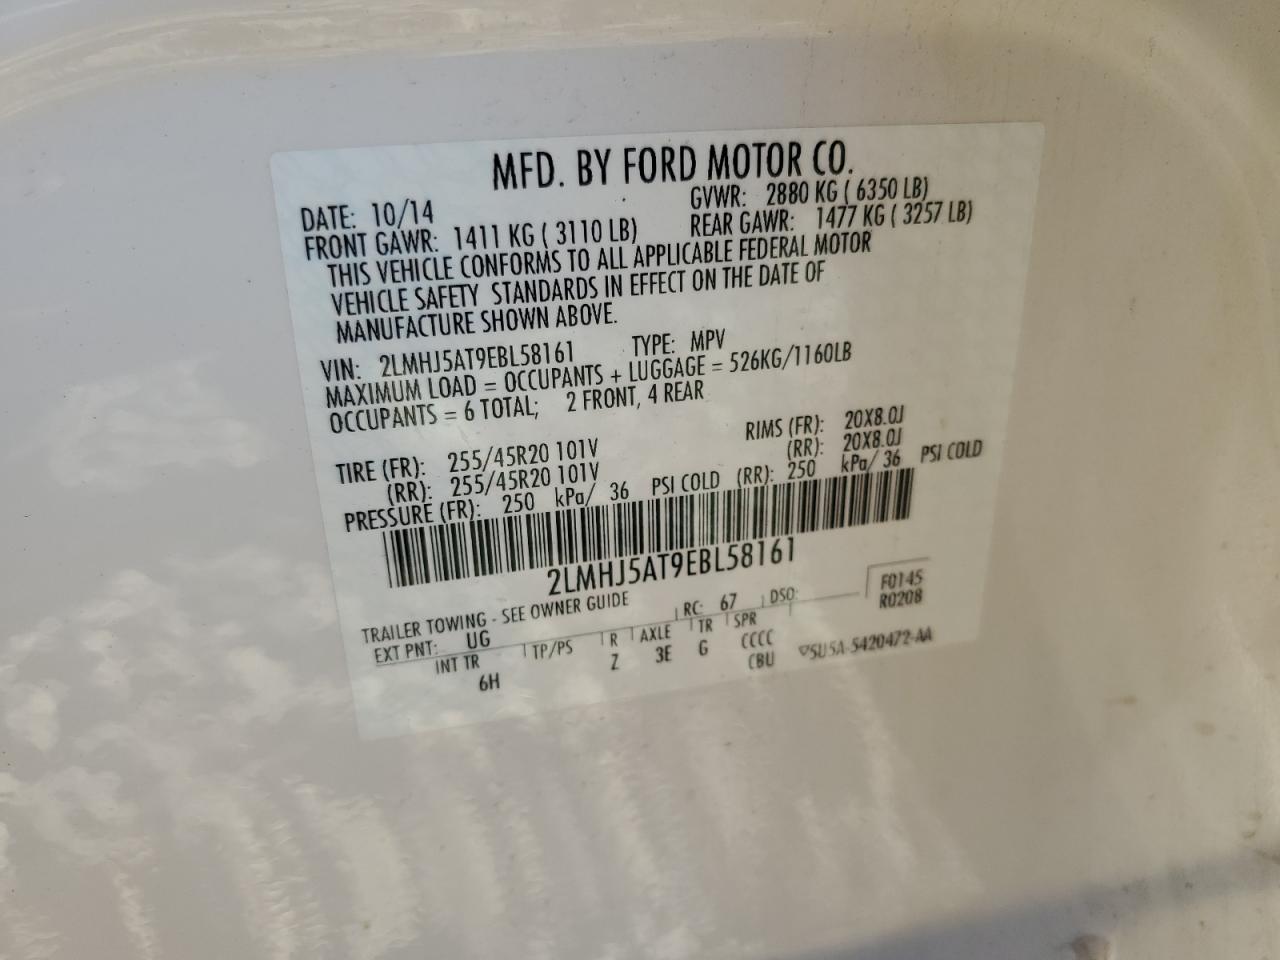 MFD. BY FORD MOTOR CO.
DATE: 10/14 GVWR: 2880 KG ( 6350 LB)
FRONT GAWR: 1411 KG ( 3110 LB) REAR GAWR: 1477 KG ( 3257 LB)
THIS VEHICLE CONFORMS TO ALL APPLICABLE FEDERAL MOTOR
VEHICLE SAFETY STANDARDS IN EFFECT ON THE DATE OF
MANUFACTURE SHOWN ABOVE.
VIN: 2LMHJ5AT9EBL58161 TYPE: MPV
MAXIMUM LOAD = OCCUPANTS + LUGGAGE = 526KG/1160LB
OCCUPANTS = 6 TOTAL; 2 FRONT, 4 REAR
TIRE (FR): 255/45R20 101V RIMS (FR): 20X8.0J
(RR): 255/45R20 101V (RR): 20X8.0J
PRESSURE (FR): 250 kPa/ 36 PSI COLD (RR): 250 kPa/ 36 PSI COLD
2LMHJ5AT9EBL58161
TRAILER TOWING - SEE OWNER GUIDE F0145
EXT PNT: UG RC: 67 DSO: R0208
INT TR TP/PS R AXLE TR SPR
6H Z 3E G CCCC
CBU
5U5A-5420472-AA